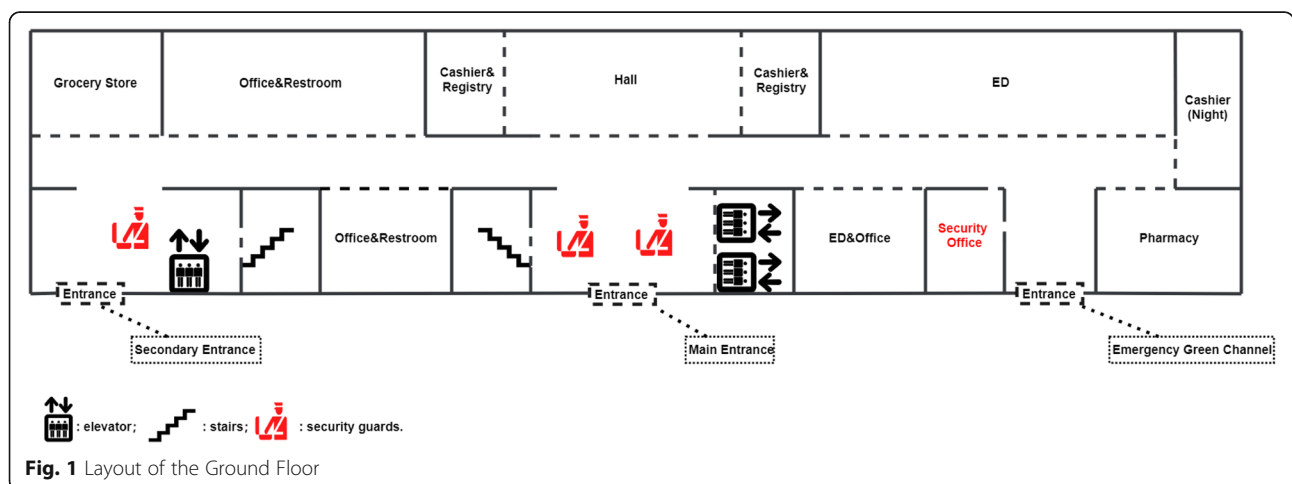 Grocery Store
Office&Restroom
Cashier&
Registry
Hall
Cashier&
Registry
ED
Cashier
(Night)
Office&Restroom
ED&Office
Security
Office
Pharmacy
Entrance
Entrance
Entrance
Secondary Entrance
Main Entrance
Emergency Green Channel
: elevator; : stairs; : security guards.
Fig. 1 Layout of the Ground Floor